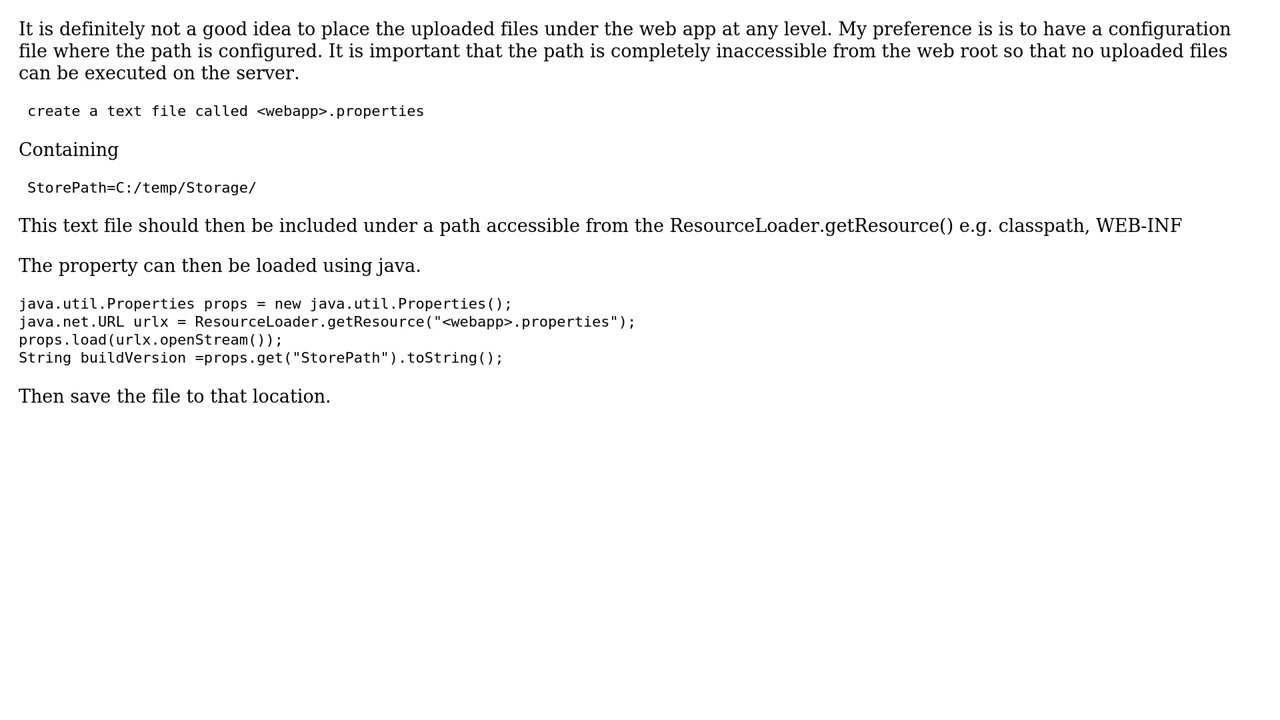 It is definitely not a good idea to place the uploaded files under the web app at any level. My preference is is to have a configuration
file where the path is configured. It is important that the path is completely inaccessible from the web root so that no uploaded files
can be executed on the server.
create a text file called <webapp>.properties
Containing
StorePath=C:/temp/Storage/
This text file should then be included under a path accessible from the ResourceLoader.getResource() e.g. classpath, WEB-INF
The property can then be loaded using java.
java.util.Properties props = new java.util.Properties();
java.net.URL urlx = ResourceLoader.getResource("<webapp>.properties");
props.load(urlx.openStream());
String buildVersion =props.get("StorePath").toString();
Then save the file to that location.